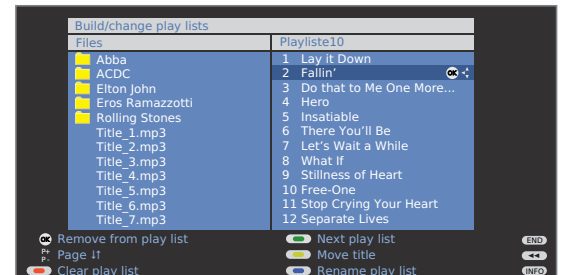 Build/change play lists
Files
Abba
ACDC
Elton John
Eros Ramazzotti
Rolling Stones
Title_1.mp3
Title_2.mp3
Title_3.mp3
Title_4.mp3
Title_5.mp3
Title_6.mp3
Title_7.mp3
Playliste10
1 Lay it Down
2 Fallin’ OK
3 Do that to Me One More...
4 Hero
5 Insatiable
6 There You’ll Be
7 Let’s Wait a While
8 What If
9 Stillness of Heart
10 Free-One
11 Stop Crying Your Heart
12 Separate Lives
OK Remove from play list
P+ P- Page ↓↑
Clear play list
Next play list
Move title
Rename play list
END
◀◀
INFO